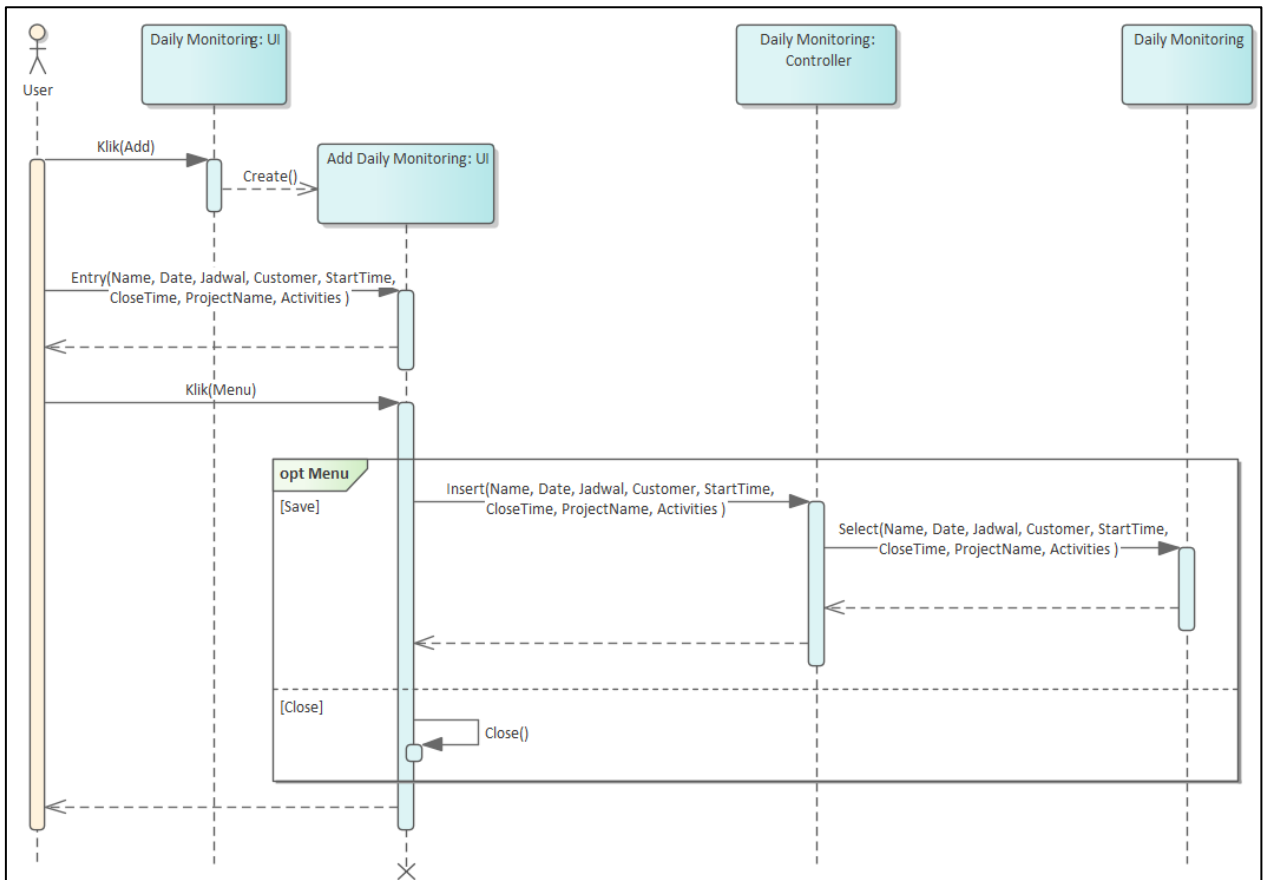 Daily Monitoring: UI
Daily Monitoring:
Controller
Daily Monitoring
User
Klik(Add)
Add Daily Monitoring: UI
Create()
Entry(Name, Date, Jadwal, Customer, StartTime,
CloseTime, ProjectName, Activities )
Klik(Menu)
opt Menu
[Save]
Insert(Name, Date, Jadwal, Customer, StartTime,
CloseTime, ProjectName, Activities )
Select(Name, Date, Jadwal, Customer, StartTime,
CloseTime, ProjectName, Activities )
[Close]
Close()